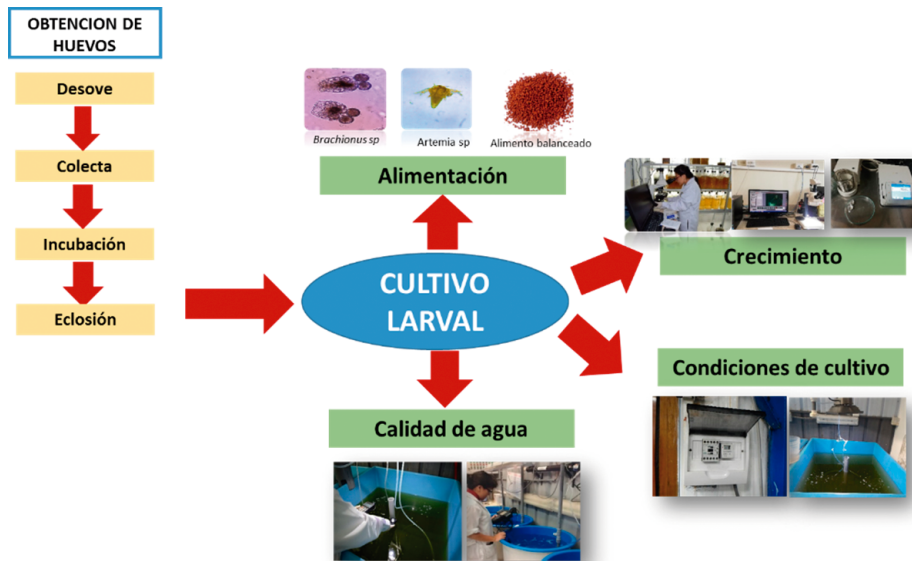 OBTENCION DE
HUEVOS
Desove
Colecta
Incubación
Eclosión
Brachionus sp
Artemia sp
Alimento balanceado
Alimentación
CULTIVO
LARVAL
Crecimiento
Condiciones de cultivo
Calidad de agua